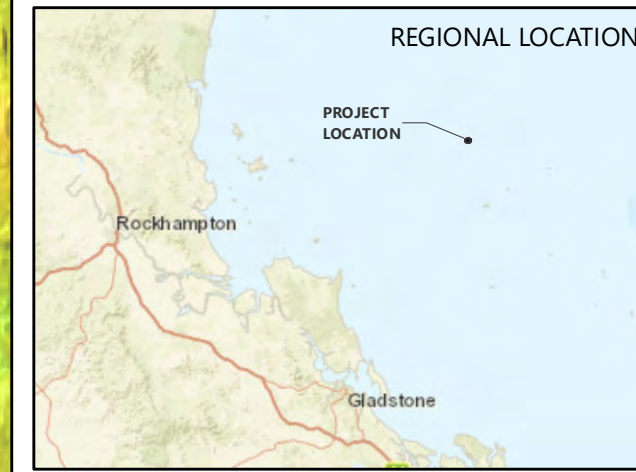 REGIONAL LOCATION
PROJECT
LOCATION
Rockhampton
Gladstone